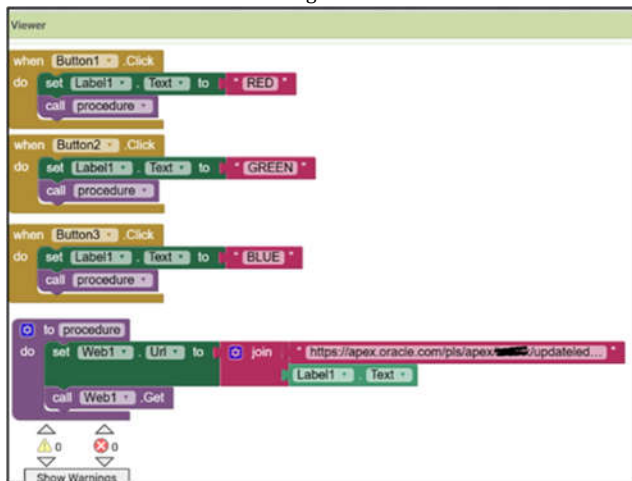 Viewer
when Button1 .Click
do set Label1 . Text to " RED "
call procedure
when Button2 .Click
do set Label1 . Text to " GREEN "
call procedure
when Button3 .Click
do set Label1 . Text to " BLUE "
call procedure
to procedure
do set Web1 . Url to join " https://apex.oracle.com/pls/apex/ /updateled... "
Label1 . Text
call Web1 .Get
0 0
Show Warnings